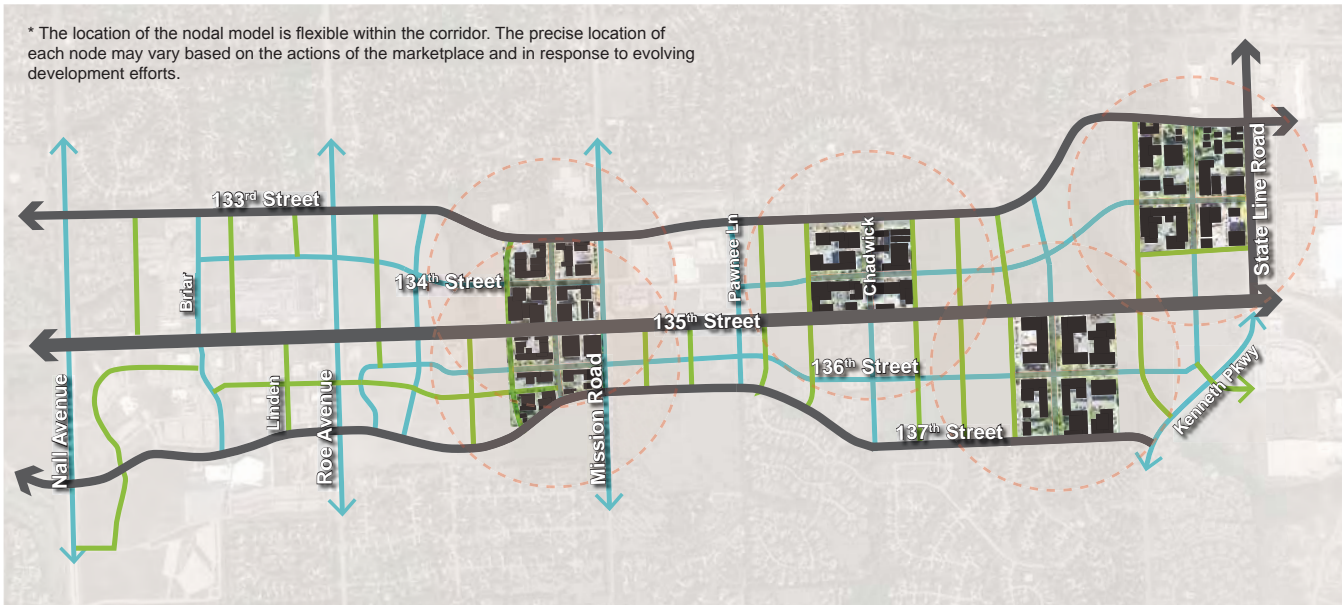 * The location of the nodal model is flexible within the corridor. The precise location of
each node may vary based on the actions of the marketplace and in response to evolving
development efforts.
133rd Street
134th Street
135th Street
136th Street
137th Street
Nall Avenue
Briar
Linden
Roe Avenue
Mission Road
Pawnee Ln
Chadwick
State Line Road
Kenneth Pkwy